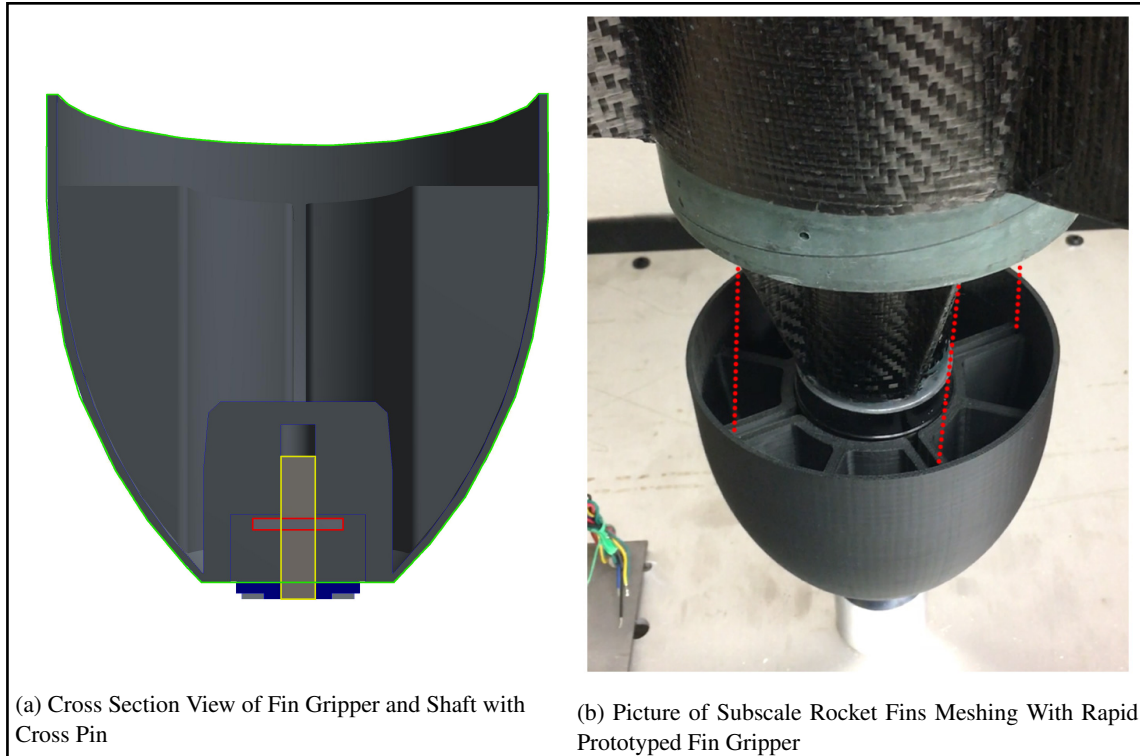 (a) Cross Section View of Fin Gripper and Shaft with
Cross Pin
(b) Picture of Subscale Rocket Fins Meshing With Rapid
Prototyped Fin Gripper